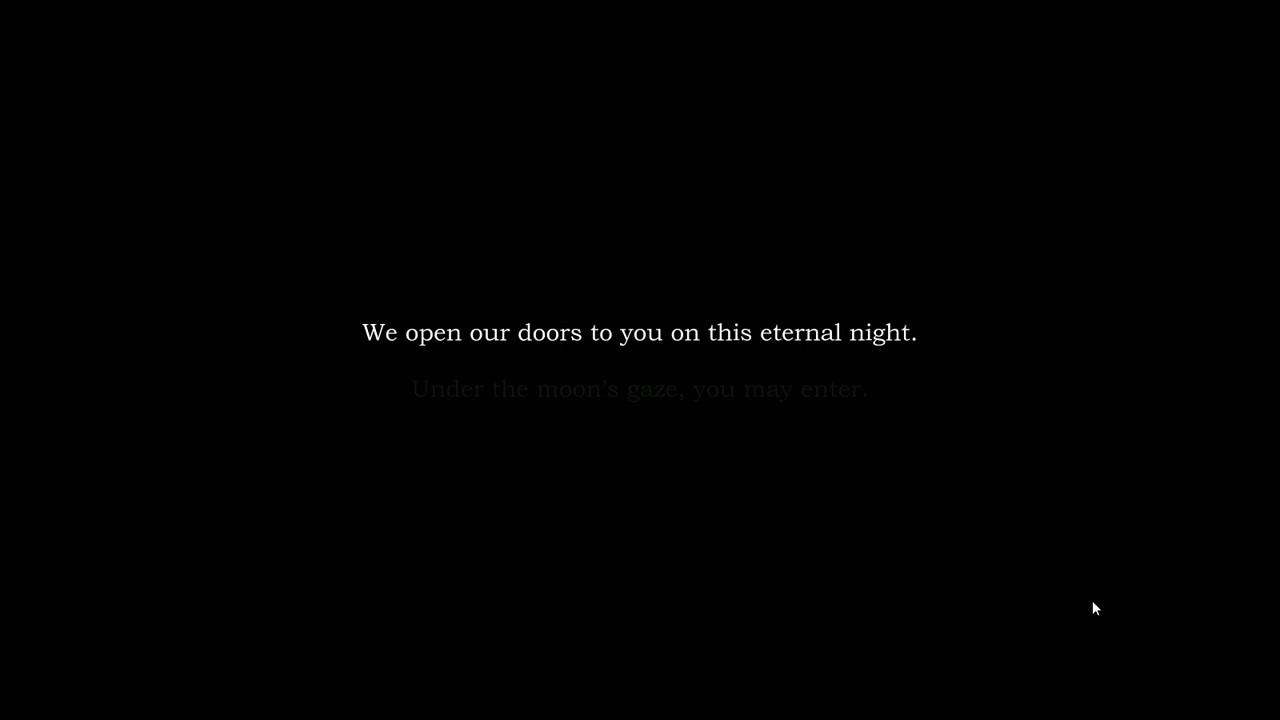 We open our doors to you on this eternal night.
Under the moon's gaze, you may enter.